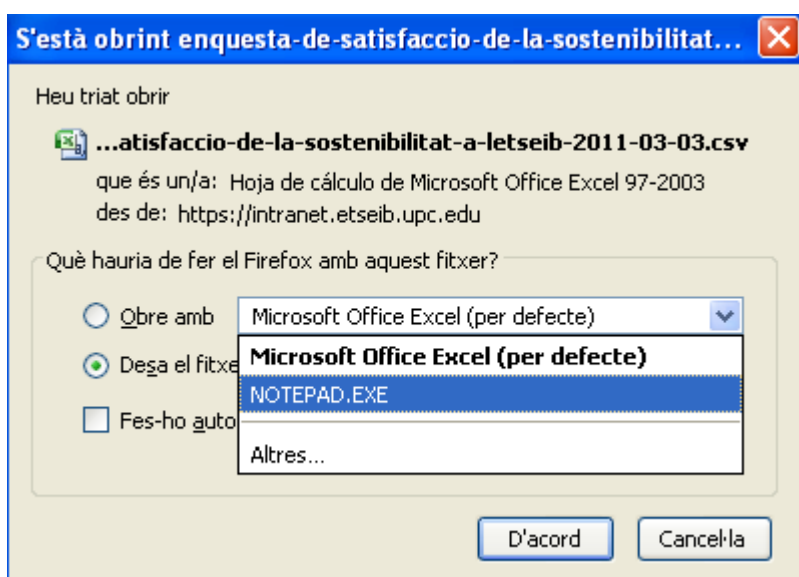 S'està obrint enquesta-de-satisfaccio-de-la-sostenibilitat...
Heu triat obrir
...atisfaccio-de-la-sostenibilitat-a-letseib-2011-03-03.csv
que és un/a: Hoja de cálculo de Microsoft Office Excel 97-2003
des de: https://intranet.etseib.upc.edu
Què hauria de fer el Firefox amb aquest fitxer?
Obre amb Microsoft Office Excel (per defecte)
Desa el fitxe Microsoft Office Excel (per defecte)
NOTEPAD.EXE
Fes-ho auto
Altres...
D'acord Cancel·la